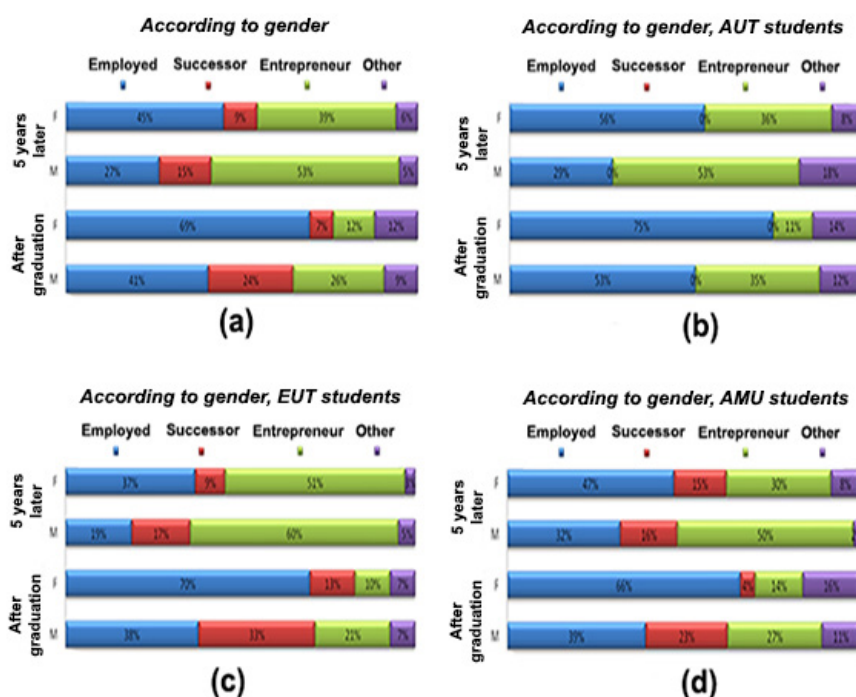 According to gender
Employed Successor Entrepreneur Other
5 years later
F 45% 9% 39% 6%
M 27% 15% 53% 5%
After graduation
F 69% 7% 12% 12%
M 41% 24% 26% 9%
(a)
According to gender, AUT students
Employed Successor Entrepreneur Other
5 years later
F 56% 0% 36% 8%
M 29% 0% 53% 18%
After graduation
F 75% 0% 11% 14%
M 53% 0% 35% 12%
(b)
According to gender, EUT students
Employed Successor Entrepreneur Other
5 years later
F 37% 9% 51%
M 19% 17% 60% 5%
After graduation
F 70% 13% 10% 7%
M 38% 33% 21% 7%
(c)
According to gender, AMU students
Employed Successor Entrepreneur Other
5 years later
F 47% 15% 30% 8%
M 32% 16% 50%
After graduation
F 66% 4% 14% 16%
M 39% 23% 27% 11%
(d)